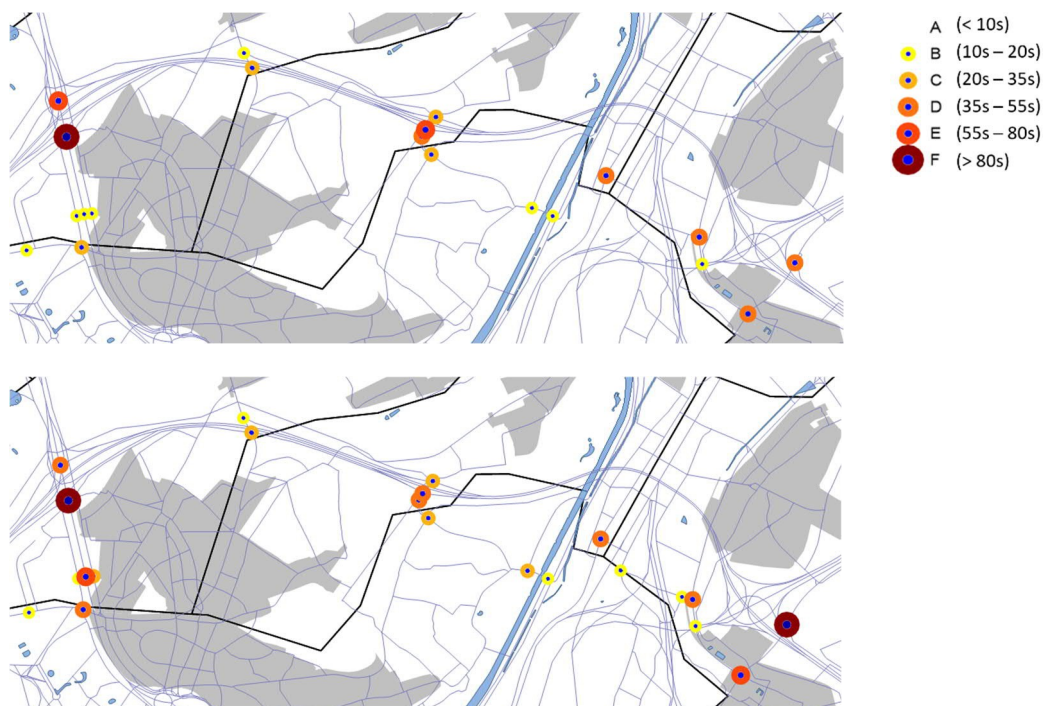 A (< 10s)
B (10s – 20s)
C (20s – 35s)
D (35s – 55s)
E (55s – 80s)
F (> 80s)